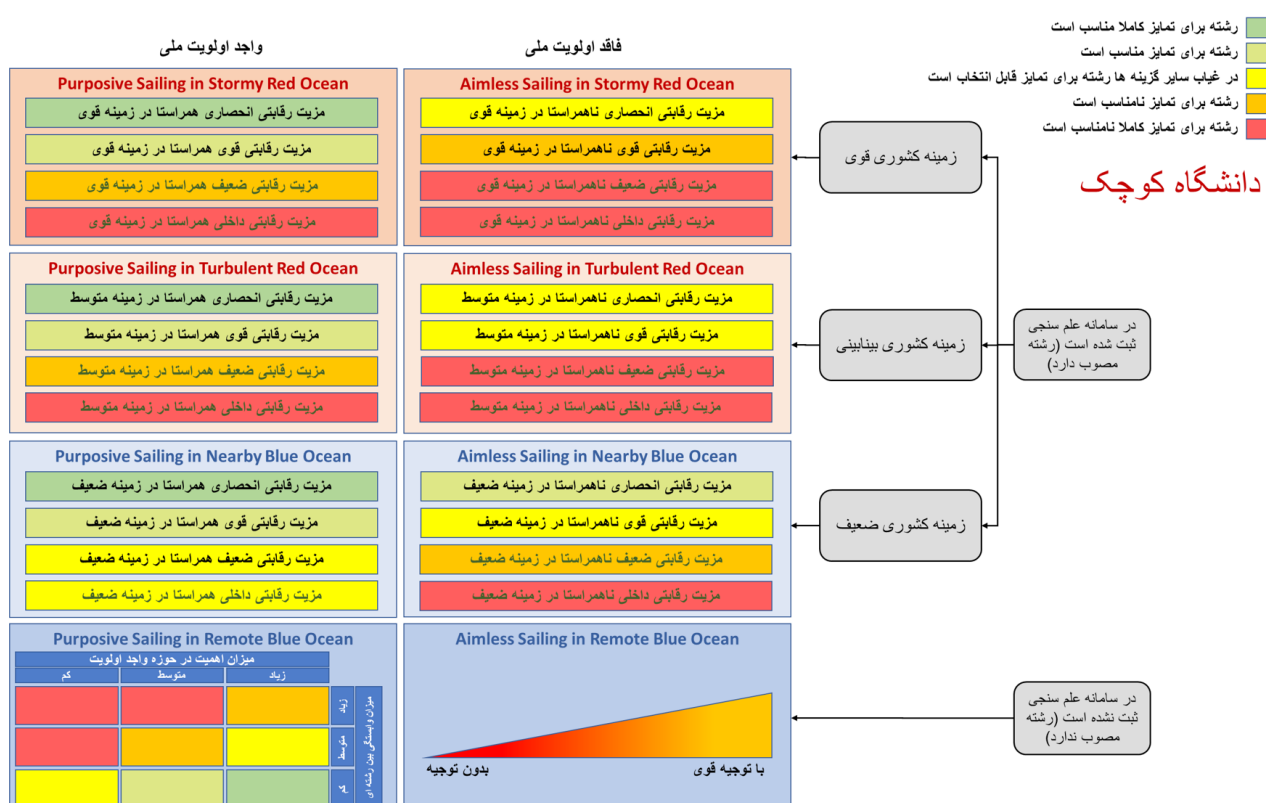 رشته برای تمایز کاملا مناسب است
رشته برای تمایز مناسب است
در غیاب سایر گزینه ها رشته برای تمایز قابل انتخاب است
رشته برای تمایز نامناسب است
رشته برای تمایز کاملا نامناسب است
دانشگاه کوچک
در سامانه علم سنجی
ثبت شده است (رشته
مصوب دارد)
در سامانه علم سنجی
ثبت نشده است (رشته
مصوب ندارد)
زمینه کشوری قوی
زمینه کشوری بینابینی
زمینه کشوری ضعیف
فاقد اولویت ملی
Aimless Sailing in Stormy Red Ocean
مزیت رقابتی انحصاری ناهمراستا در زمینه قوی
مزیت رقابتی قوی ناهمراستا در زمینه قوی
مزیت رقابتی ضعیف ناهمراستا در زمینه قوی
مزیت رقابتی داخلی ناهمراستا در زمینه قوی
Aimless Sailing in Turbulent Red Ocean
مزیت رقابتی انحصاری ناهمراستا در زمینه متوسط
مزیت رقابتی قوی ناهمراستا در زمینه متوسط
مزیت رقابتی ضعیف ناهمراستا در زمینه متوسط
مزیت رقابتی داخلی ناهمراستا در زمینه متوسط
Aimless Sailing in Nearby Blue Ocean
مزیت رقابتی انحصاری ناهمراستا در زمینه ضعیف
مزیت رقابتی قوی ناهمراستا در زمینه ضعیف
مزیت رقابتی ضعیف ناهمراستا در زمینه ضعیف
مزیت رقابتی داخلی ناهمراستا در زمینه ضعیف
Aimless Sailing in Remote Blue Ocean
با توجیه قوی
بدون توجیه
واجد اولویت ملی
Purposive Sailing in Stormy Red Ocean
مزیت رقابتی انحصاری همراستا در زمینه قوی
مزیت رقابتی قوی همراستا در زمینه قوی
مزیت رقابتی ضعیف همراستا در زمینه قوی
مزیت رقابتی داخلی همراستا در زمینه قوی
Purposive Sailing in Turbulent Red Ocean
مزیت رقابتی انحصاری همراستا در زمینه متوسط
مزیت رقابتی قوی همراستا در زمینه متوسط
مزیت رقابتی ضعیف همراستا در زمینه متوسط
مزیت رقابتی داخلی همراستا در زمینه متوسط
Purposive Sailing in Nearby Blue Ocean
مزیت رقابتی انحصاری همراستا در زمینه ضعیف
مزیت رقابتی قوی همراستا در زمینه ضعیف
مزیت رقابتی ضعیف همراستا در زمینه ضعیف
مزیت رقابتی داخلی همراستا در زمینه ضعیف
Purposive Sailing in Remote Blue Ocean
میزان اهمیت در حوزه واجد اولویت
زیاد
متوسط
کم
میزان وابستگی بین رشته ای
زیاد
متوسط
کم